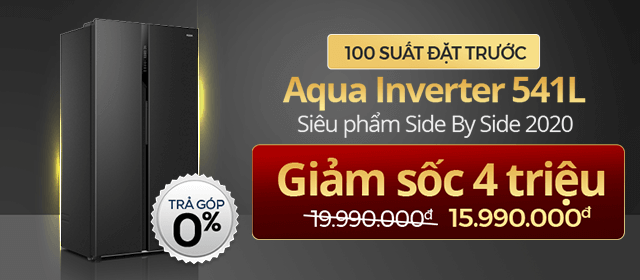 100 SUẤT ĐẶT TRƯỚC
Aqua Inverter 541L
Siêu phẩm Side By Side 2020
Giảm sốc 4 triệu
19.990.000đ 15.990.000đ
TRẢ GÓP
0%